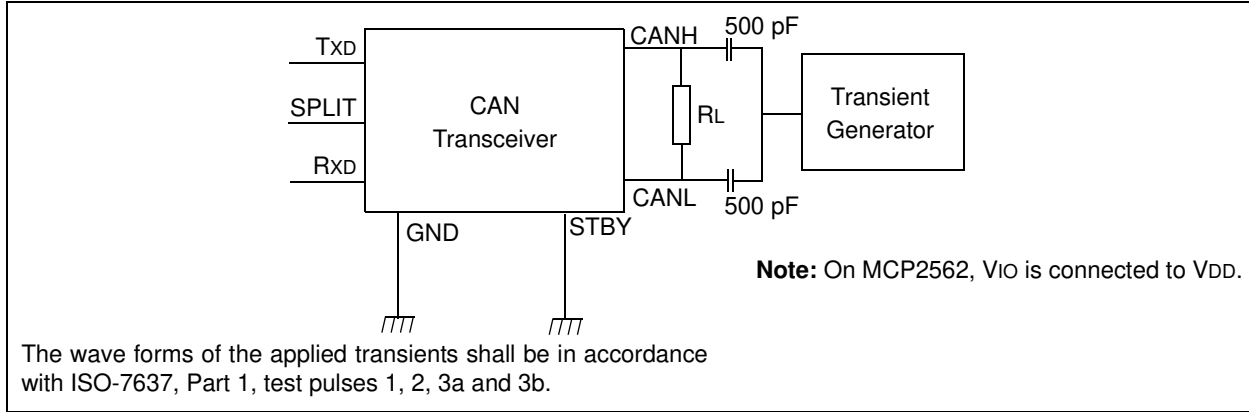 500 pF
CANH
TXD
SPLIT
RXD
CAN
Transceiver
RL
Transient
Generator
CANL
500 pF
GND
STBY
Note: On MCP2562, VIO is connected to VDD.
The wave forms of the applied transients shall be in accordance
with ISO-7637, Part 1, test pulses 1, 2, 3a and 3b.